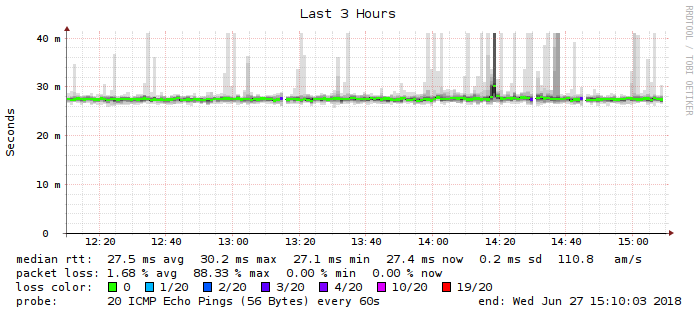 Last 3 Hours
RRDTOOL / TOBI OETIKER
Seconds
40 m
30 m
20 m
10 m
0
12:20 12:40 13:00 13:20 13:40 14:00 14:20 14:40 15:00
median rtt: 27.5 ms avg 30.2 ms max 27.1 ms min 27.4 ms now 0.2 ms sd 110.8 am/s
packet loss: 1.68 % avg 88.33 % max 0.00 % min 0.00 % now
loss color: 0 1/20 2/20 3/20 4/20 10/20 19/20
probe: 20 ICMP Echo Pings (56 Bytes) every 60s end: Wed Jun 27 15:10:03 2018